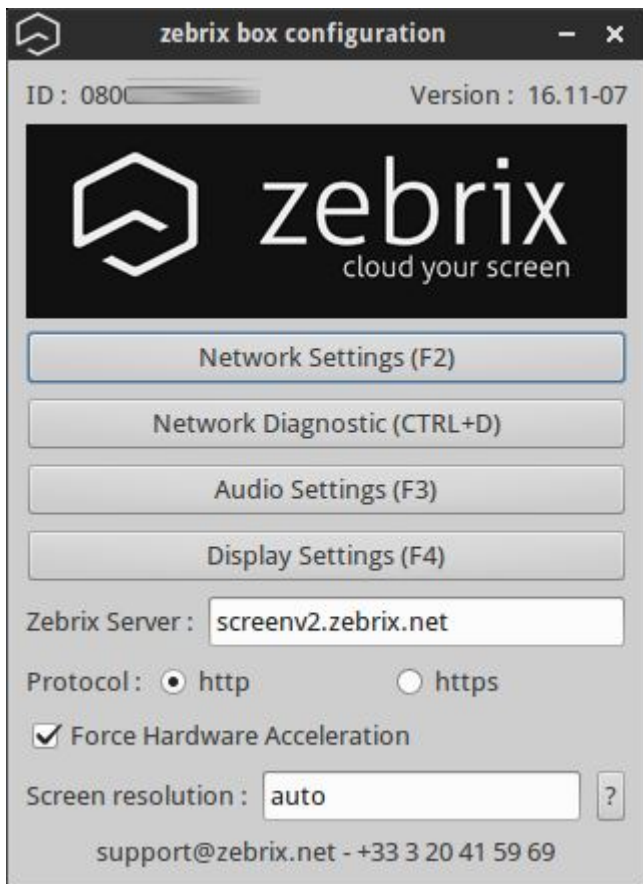 zebrix box configuration
ID : 080 Version : 16.11-07
zebrix
cloud your screen
Network Settings (F2)
Network Diagnostic (CTRL+D)
Audio Settings (F3)
Display Settings (F4)
Zebrix Server : screenv2.zebrix.net
Protocol : http https
Force Hardware Acceleration
Screen resolution : auto ?
support@zebrix.net - +33 3 20 41 59 69